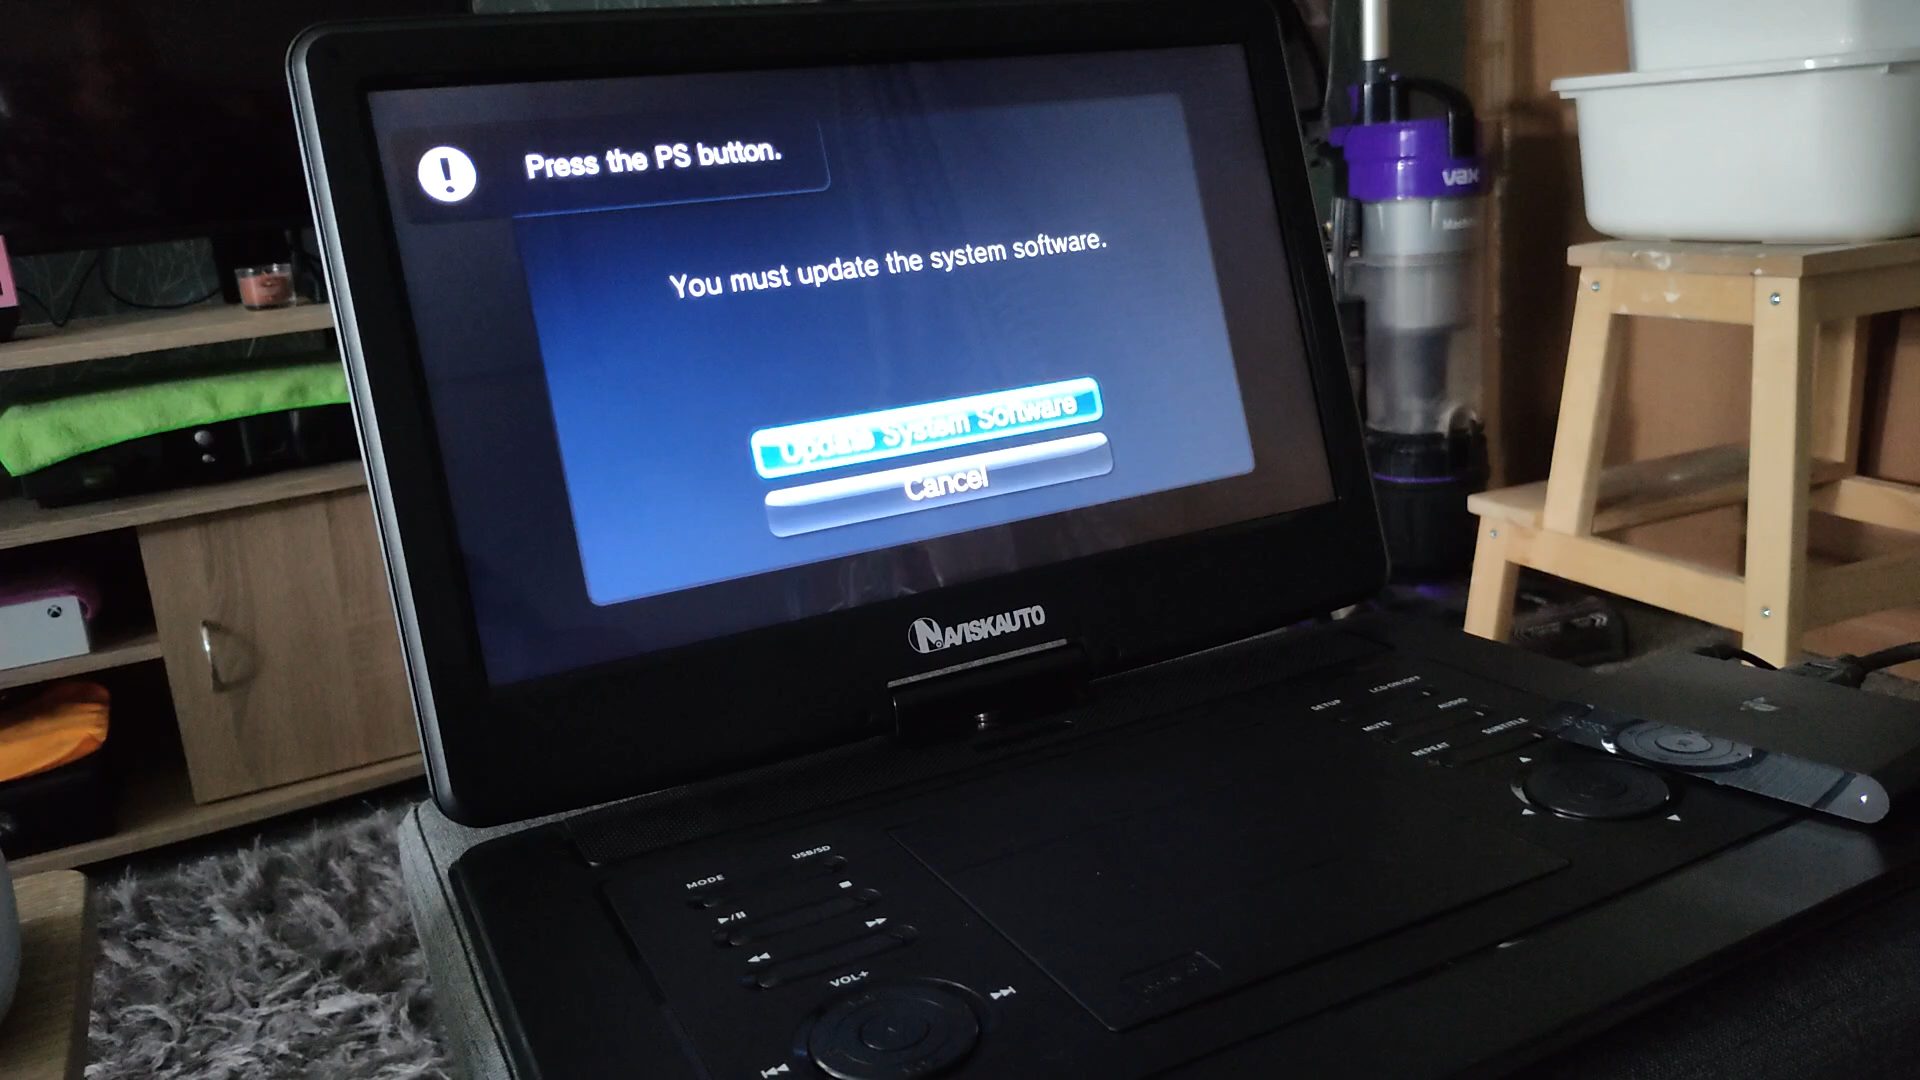 Press the PS button.
You must update the system software.
Update System Software
Cancel
NAVISKAUTO
vax
SETUP
LCD ON/OFF
MUTE
AUDIO
REPEAT
SUBTITLE
MODE
USB/SD
VOL+